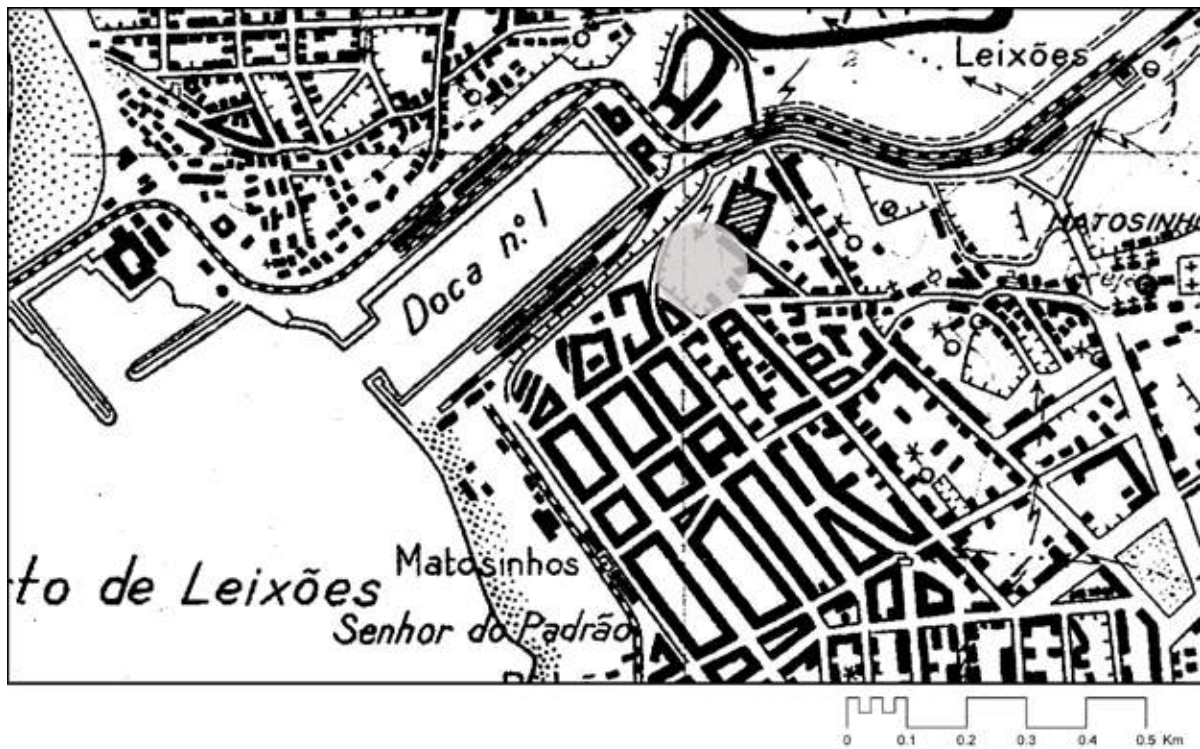 Leixões
Doca n.º 1
MATOSINH
Matosinhos
rto de Leixões
Senhor do Padrão
0 0.1 0.2 0.3 0.4 0.5 Km